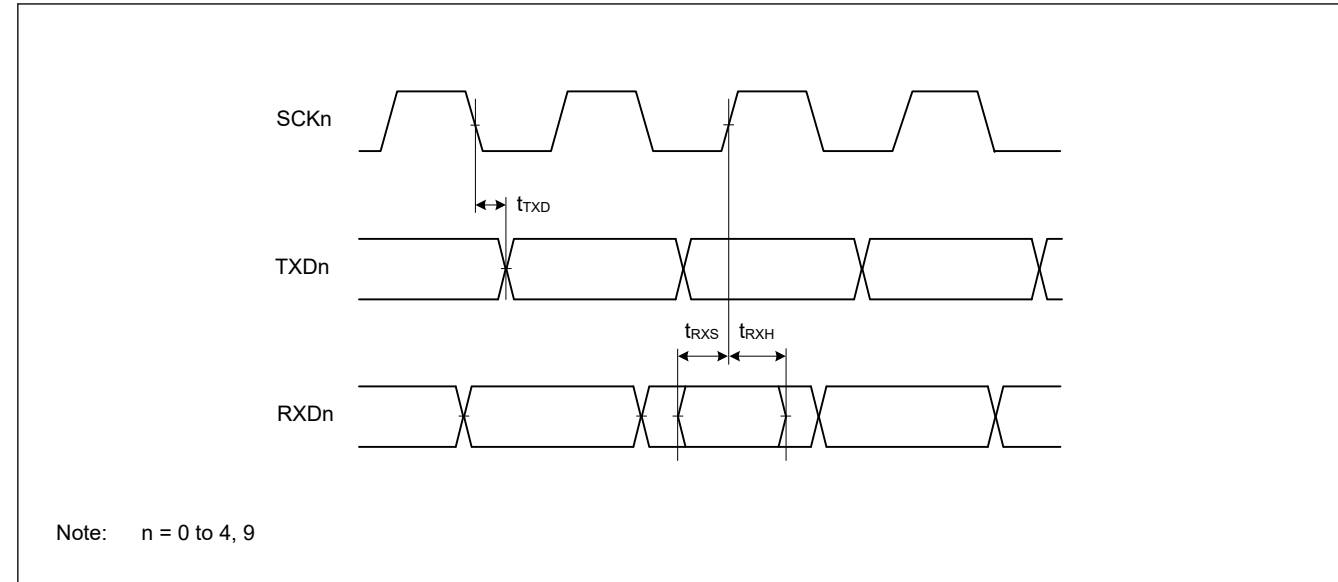 SCKn
tTXD
TXDn
tRXS tRXH
RXDn
Note: n = 0 to 4, 9